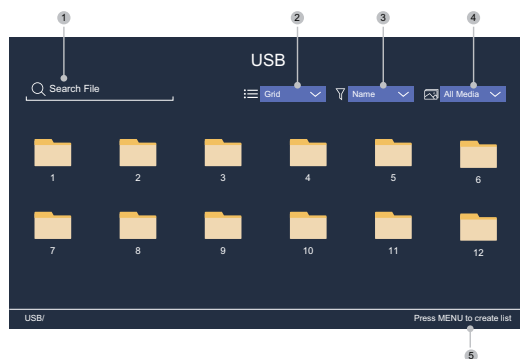 1 2 3 4
USB
Search File Grid Name All Media
1 2 3 4 5 6
7 8 9 10 11 12
USB/ Press MENU to create list
5